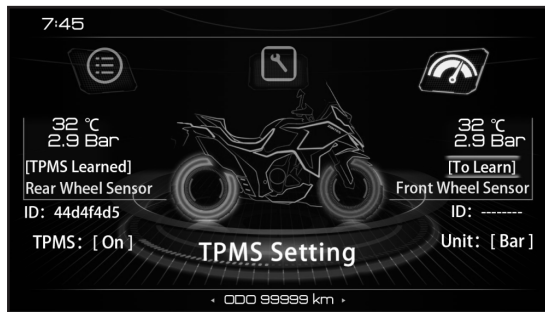 7:45
32 ℃
2.9 Bar
[TPMS Learned]
Rear Wheel Sensor
ID: 44d4f4d5
TPMS: [ On ]
32 ℃
2.9 Bar
[To Learn]
Front Wheel Sensor
ID: --------
Unit: [ Bar ]
TPMS Setting
ODO 99999 km